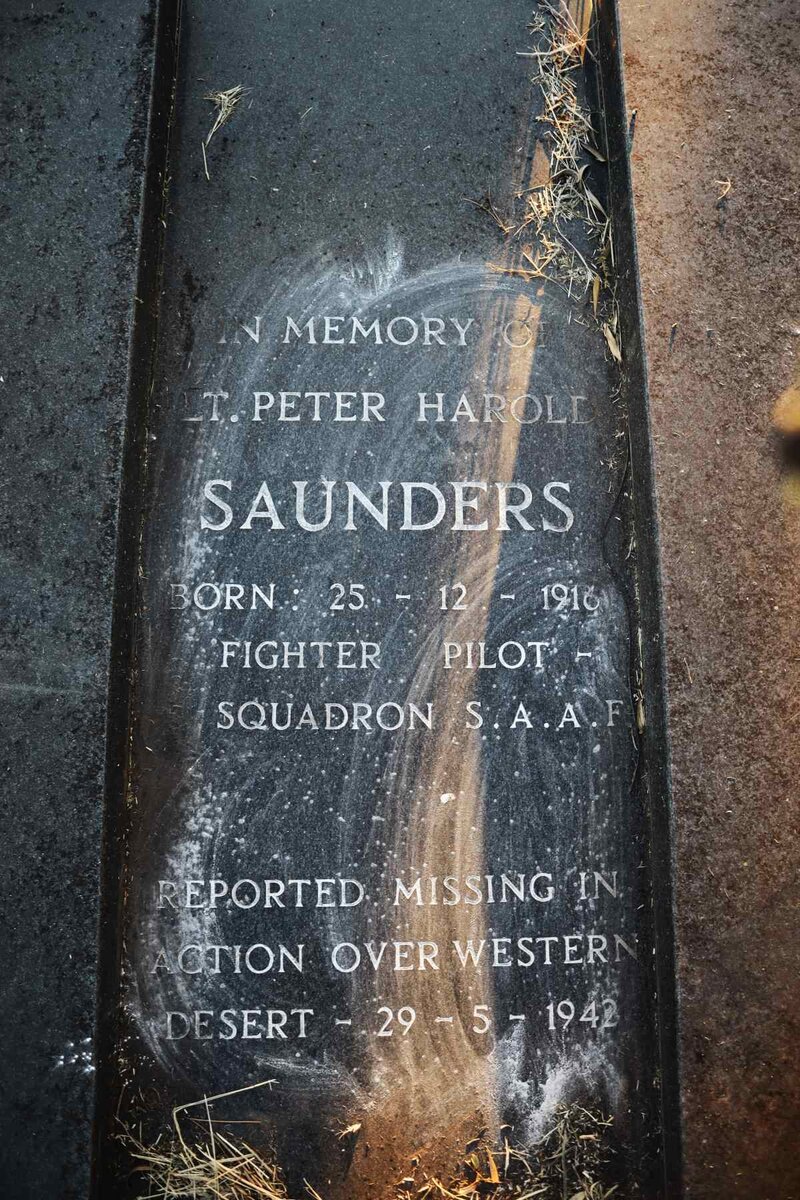 IN MEMORY OF
LT. PETER HAROLD
SAUNDERS
BORN: 25 - 12 - 1916
FIGHTER PILOT -
SQUADRON S.A.A.F
REPORTED MISSING IN
ACTION OVER WESTERN
DESERT - 29 - 5 - 1942